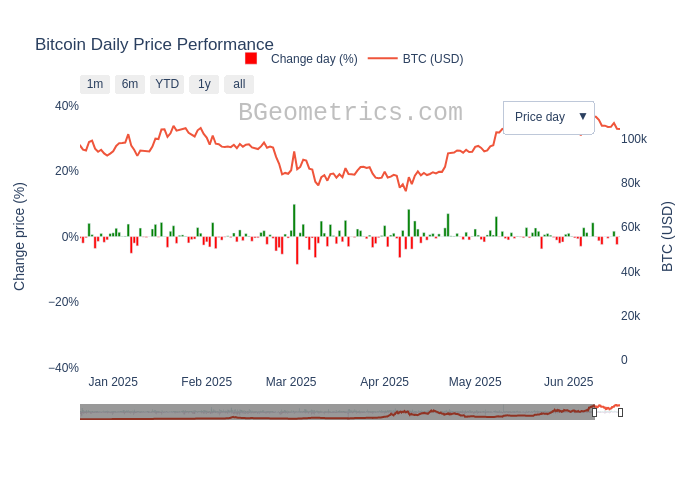 Bitcoin Daily Price Performance
Change day (%) BTC (USD)
1m 6m YTD 1y all
BGeometrics.com
Price day ▼
40%
20%
0%
−20%
−40%
Change price (%)
100k
80k
60k
40k
20k
0
BTC (USD)
Jan 2025 Feb 2025 Mar 2025 Apr 2025 May 2025 Jun 2025